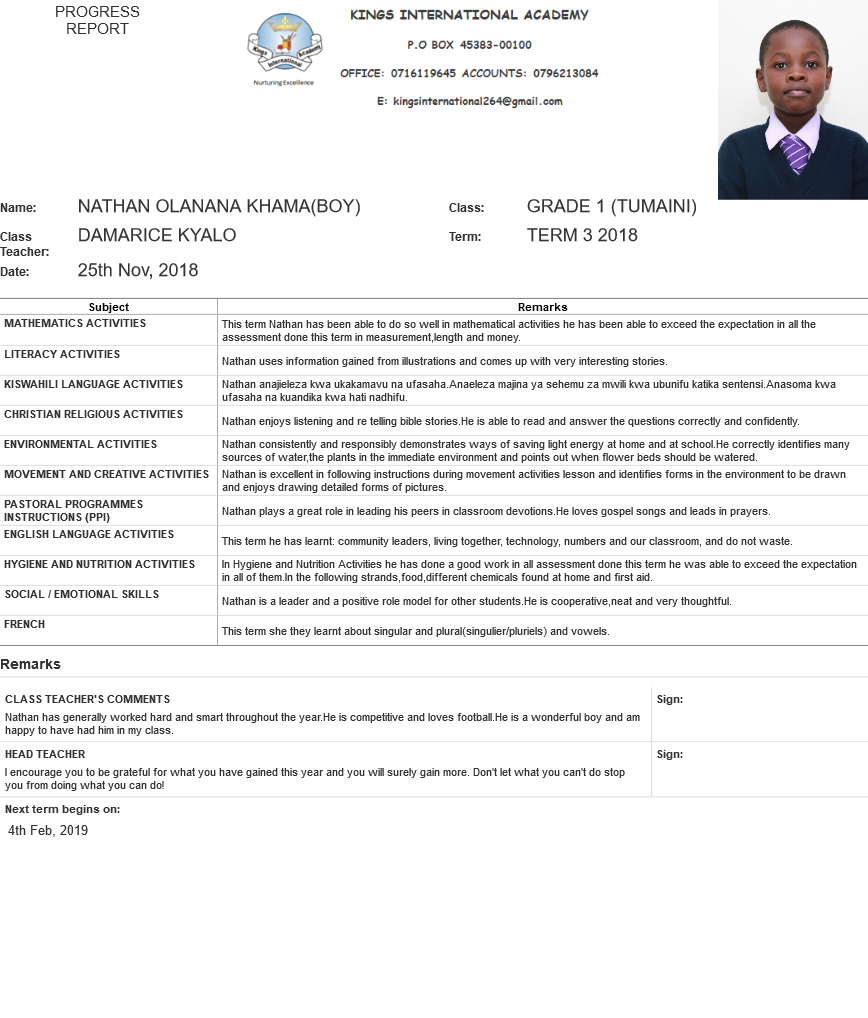 PROGRESS
REPORT
KINGS INTERNATIONAL ACADEMY
P.O BOX 45383-00100
OFFICE: 0716119645 ACCOUNTS: 0796213084
E: kingsinternational264@gmail.com
Kings Academy
International
Nurturing Excellence
Name: NATHAN OLANANA KHAMA(BOY) Class: GRADE 1 (TUMAINI)
Class Teacher: DAMARICE KYALO Term: TERM 3 2018
Date: 25th Nov, 2018
Subject Remarks
MATHEMATICS ACTIVITIES This term Nathan has been able to do so well in mathematical activities he has been able to exceed the expectation in all the
assessment done this term in measurement,length and money.
LITERACY ACTIVITIES Nathan uses information gained from illustrations and comes up with very interesting stories.
KISWAHILI LANGUAGE ACTIVITIES Nathan anajieleza kwa ukakamavu na ufasaha.Anaeleza majina ya sehemu za mwili kwa ubunifu katika sentensi.Anasoma kwa
ufasaha na kuandika kwa hati nadhifu.
CHRISTIAN RELIGIOUS ACTIVITIES Nathan enjoys listening and re telling bible stories.He is able to read and answer the questions correctly and confidently.
ENVIRONMENTAL ACTIVITIES Nathan consistently and responsibly demonstrates ways of saving light energy at home and at school.He correctly identifies many
sources of water,the plants in the immediate environment and points out when flower beds should be watered.
MOVEMENT AND CREATIVE ACTIVITIES Nathan is excellent in following instructions during movement activities lesson and identifies forms in the environment to be drawn
and enjoys drawing detailed forms of pictures.
PASTORAL PROGRAMMES
INSTRUCTIONS (PPI) Nathan plays a great role in leading his peers in classroom devotions.He loves gospel songs and leads in prayers.
ENGLISH LANGUAGE ACTIVITIES This term he has learnt: community leaders, living together, technology, numbers and our classroom, and do not waste.
HYGIENE AND NUTRITION ACTIVITIES In Hygiene and Nutrition Activities he has done a good work in all assessment done this term he was able to exceed the expectation
in all of them.In the following strands,food,different chemicals found at home and first aid.
SOCIAL / EMOTIONAL SKILLS Nathan is a leader and a positive role model for other students.He is cooperative,neat and very thoughtful.
FRENCH This term she they learnt about singular and plural(singulier/pluriels) and vowels.
Remarks
CLASS TEACHER'S COMMENTS Sign:
Nathan has generally worked hard and smart throughout the year.He is competitive and loves football.He is a wonderful boy and am
happy to have had him in my class.
HEAD TEACHER Sign:
I encourage you to be grateful for what you have gained this year and you will surely gain more. Don't let what you can't do stop
you from doing what you can do!
Next term begins on:
4th Feb, 2019